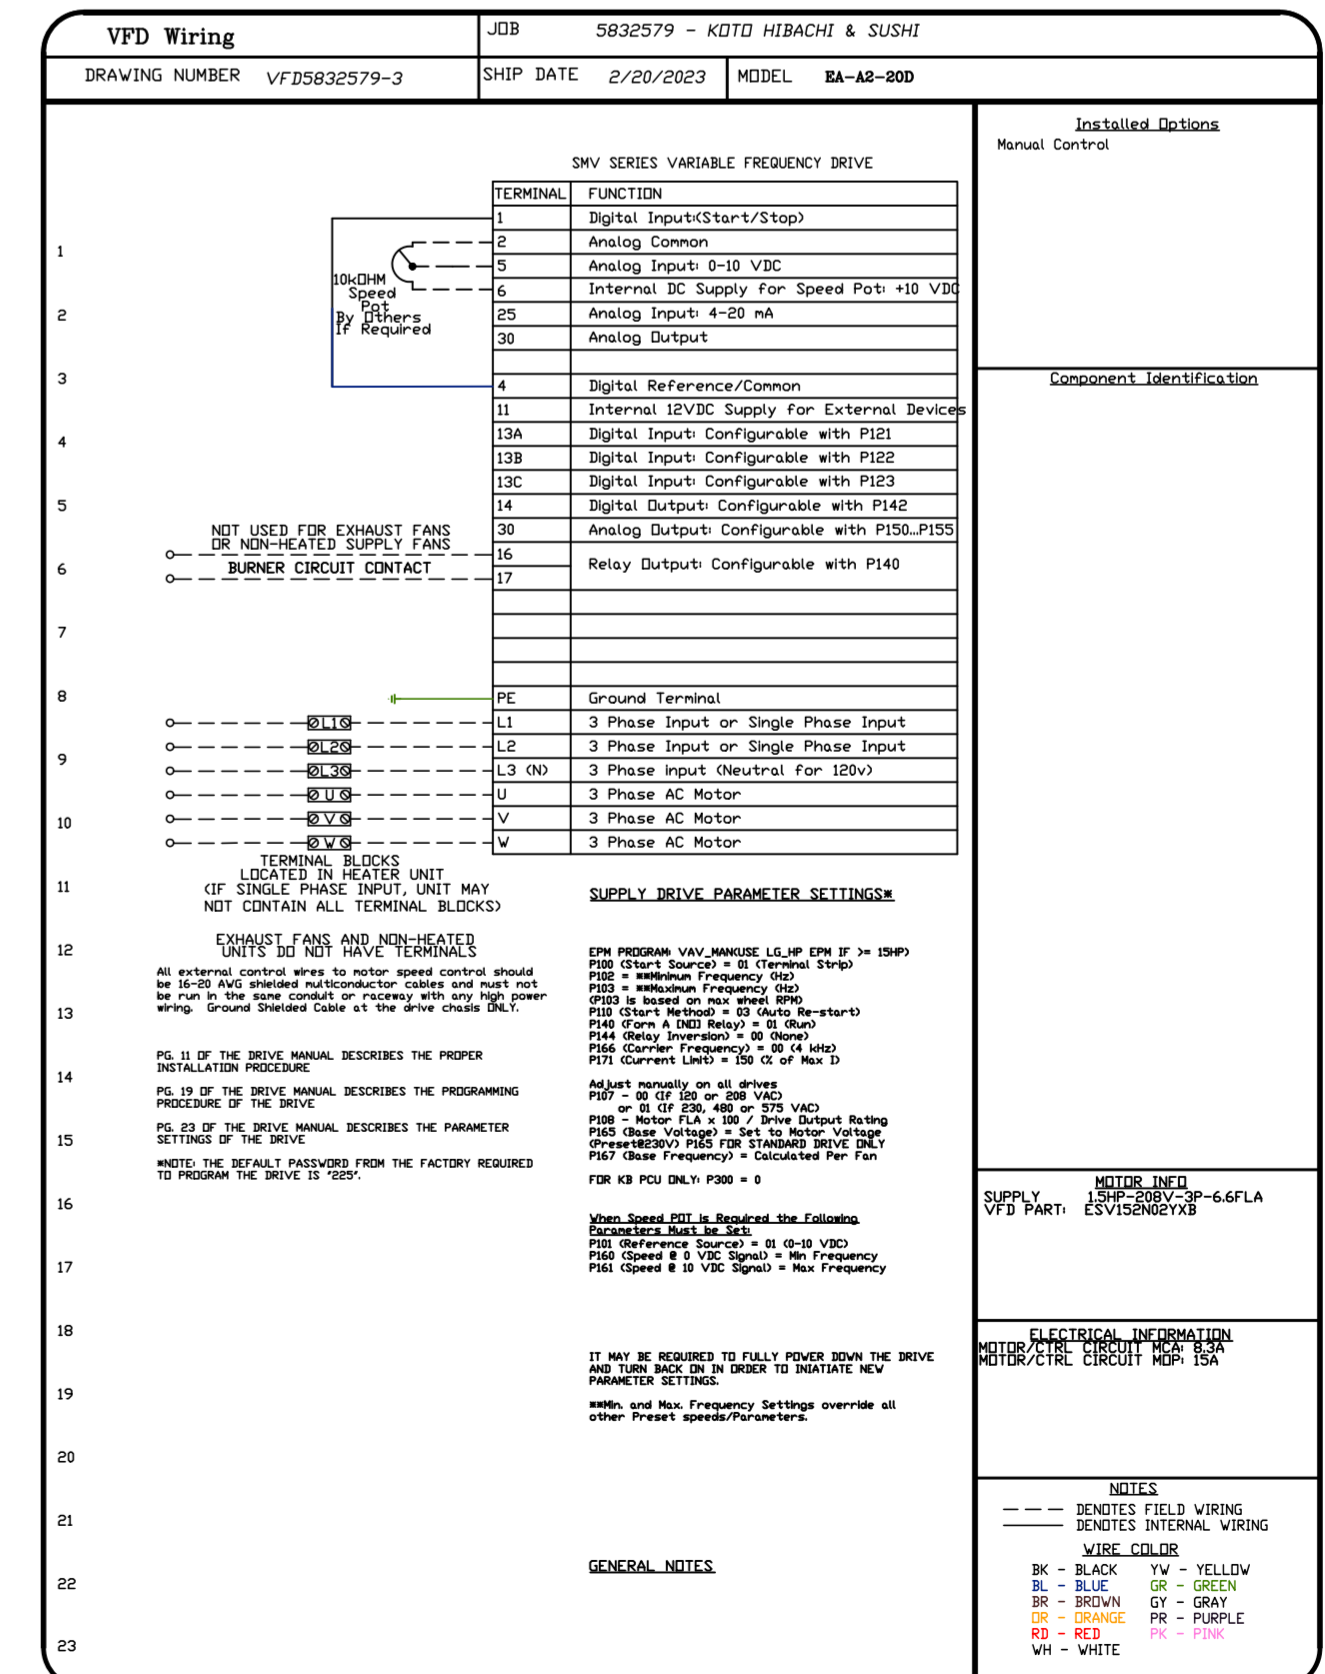 VFD Wiring
JOB 5832579 - KOTO HIBACHI & SUSHI
DRAWING NUMBER VFD5832579-3
SHIP DATE 2/20/2023
MODEL EA-A2-20D
Installed Options
Manual Control
SMV SERIES VARIABLE FREQUENCY DRIVE
TERMINAL FUNCTION
1 Digital Input:(Start/Stop)
2 Analog Common
5 Analog Input: 0-10 VDC
6 Internal DC Supply for Speed Pot: +10 VDC
25 Analog Input: 4-20 mA
30 Analog Output
4 Digital Reference/Common
11 Internal 12VDC Supply for External Devices
13A Digital Input: Configurable with P121
13B Digital Input: Configurable with P122
13C Digital Input: Configurable with P123
14 Digital Output: Configurable with P142
30 Analog Output: Configurable with P150...P155
16
Relay Output: Configurable with P140
17
PE Ground Terminal
L1 3 Phase Input or Single Phase Input
L2 3 Phase Input or Single Phase Input
L3 (N) 3 Phase input (Neutral for 120v)
U 3 Phase AC Motor
V 3 Phase AC Motor
W 3 Phase AC Motor
10kOHM
Speed
Pot
By Others
If Required
NOT USED FOR EXHAUST FANS
OR NON-HEATED SUPPLY FANS
BURNER CIRCUIT CONTACT
L1
L2
L3
U
V
W
TERMINAL BLOCKS
LOCATED IN HEATER UNIT
(IF SINGLE PHASE INPUT, UNIT MAY
NOT CONTAIN ALL TERMINAL BLOCKS)
EXHAUST FANS AND NON-HEATED
UNITS DO NOT HAVE TERMINALS
All external control wires to motor speed control should
be 16-20 AWG shielded multiconductor cables and must not
be run in the same conduit or raceway with any high power
wiring. Ground Shielded Cable at the drive chasis ONLY.
PG. 11 OF THE DRIVE MANUAL DESCRIBES THE PROPER
INSTALLATION PROCEDURE
PG. 19 OF THE DRIVE MANUAL DESCRIBES THE PROGRAMMING
PROCEDURE OF THE DRIVE
PG. 23 OF THE DRIVE MANUAL DESCRIBES THE PARAMETER
SETTINGS OF THE DRIVE
*NOTE: THE DEFAULT PASSWORD FROM THE FACTORY REQUIRED
TO PROGRAM THE DRIVE IS "225".
SUPPLY DRIVE PARAMETER SETTINGS*
EPM PROGRAM: VAV_MAN(USE LG_HP EPM IF >= 15HP)
P100 (Start Source) = 01 (Terminal Strip)
P102 = **Minimum Frequency (Hz)
P103 = **Maximum Frequency (Hz)
(P103 is based on max wheel RPM)
P110 (Start Method) = 03 (Auto Re-start)
P140 (Form A [NO] Relay) = 01 (Run)
P144 (Relay Inversion) = 00 (None)
P166 (Carrier Frequency) = 00 (4 kHz)
P171 (Current Limit) = 150 (% of Max I)
Adjust manually on all drives
P107 - 00 (if 120 or 208 VAC)
or 01 (if 230, 480 or 575 VAC)
P108 - Motor FLA x 100 / Drive Output Rating
P165 (Base Voltage) = Set to Motor Voltage
(Preset@230V) P165 FOR STANDARD DRIVE ONLY
P167 (Base Frequency) = Calculated Per Fan
FOR KB PCU ONLY: P300 = 0
When Speed POT is Required the Following
Parameters Must be Set:
P101 (Reference Source) = 01 (0-10 VDC)
P160 (Speed @ 0 VDC Signal) = Min Frequency
P161 (Speed @ 10 VDC Signal) = Max Frequency
IT MAY BE REQUIRED TO FULLY POWER DOWN THE DRIVE
AND TURN BACK ON IN ORDER TO INIATIATE NEW
PARAMETER SETTINGS.
**Min. and Max. Frequency Settings override all
other Preset speeds/Parameters.
GENERAL NOTES
1
2
3
4
5
6
7
8
9
10
11
12
13
14
15
16
17
18
19
20
21
22
23
Component Identification
MOTOR INFO
SUPPLY 1.5HP-208V-3P-6.6FLA
VFD PART: ESV152N02YXB
ELECTRICAL INFORMATION
MOTOR/CTRL CIRCUIT MCA: 8.3A
MOTOR/CTRL CIRCUIT MOP: 15A
NOTES
DENOTES FIELD WIRING
DENOTES INTERNAL WIRING
WIRE COLOR
BK - BLACK YW - YELLOW
BL - BLUE GR - GREEN
BR - BROWN GY - GRAY
OR - ORANGE PR - PURPLE
RD - RED PK - PINK
WH - WHITE